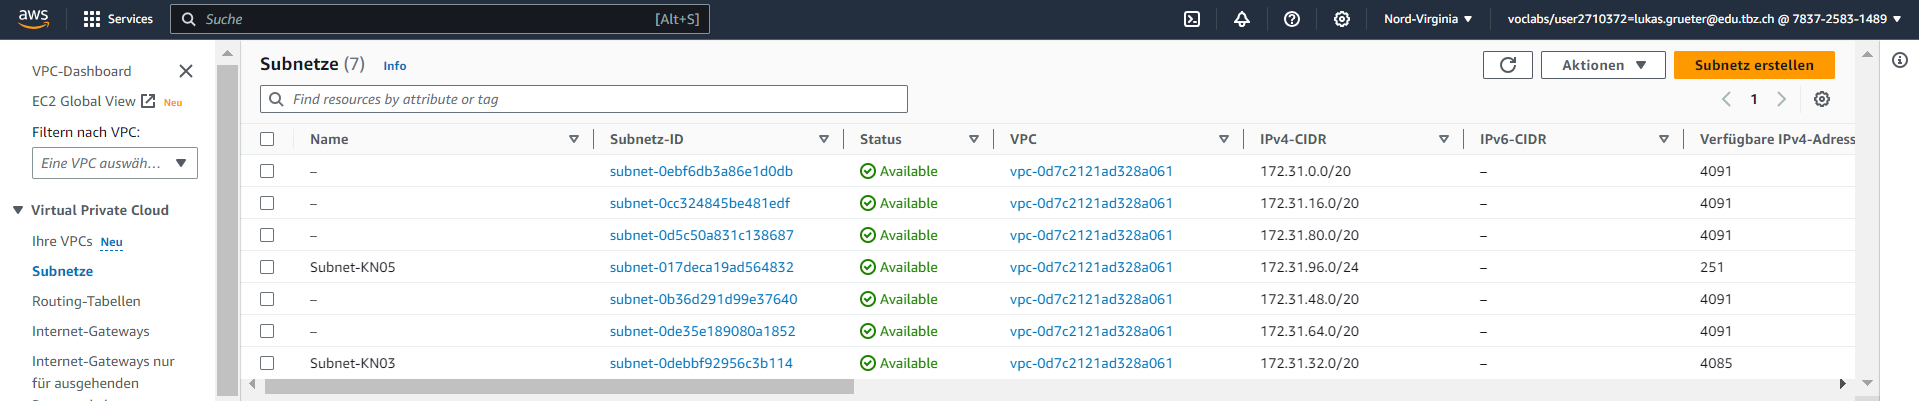 aws Services Suche [Alt+S] Nord-Virginia voclabs/user2710372=lukas.grueter@edu.tbz.ch @ 7837-2583-1489
VPC-Dashboard
EC2 Global View Neu
Filtern nach VPC:
Eine VPC auswäh...
Virtual Private Cloud
Ihre VPCs Neu
Subnetze
Routing-Tabellen
Internet-Gateways
Internet-Gateways nur
für ausgehenden
Subnetze (7) Info Aktionen Subnetz erstellen
Find resources by attribute or tag 1
Name Subnetz-ID Status VPC IPv4-CIDR IPv6-CIDR Verfügbare IPv4-Adress
– subnet-0ebf6db3a86e1d0db Available vpc-0d7c2121ad328a061 172.31.0.0/20 – 4091
– subnet-0cc324845be481edf Available vpc-0d7c2121ad328a061 172.31.16.0/20 – 4091
– subnet-0d5c50a831c138687 Available vpc-0d7c2121ad328a061 172.31.80.0/20 – 4091
Subnet-KN05 subnet-017deca19ad564832 Available vpc-0d7c2121ad328a061 172.31.96.0/24 – 251
– subnet-0b36d291d99e37640 Available vpc-0d7c2121ad328a061 172.31.48.0/20 – 4091
– subnet-0de35e189080a1852 Available vpc-0d7c2121ad328a061 172.31.64.0/20 – 4091
Subnet-KN03 subnet-0debbf92956c3b114 Available vpc-0d7c2121ad328a061 172.31.32.0/20 – 4085